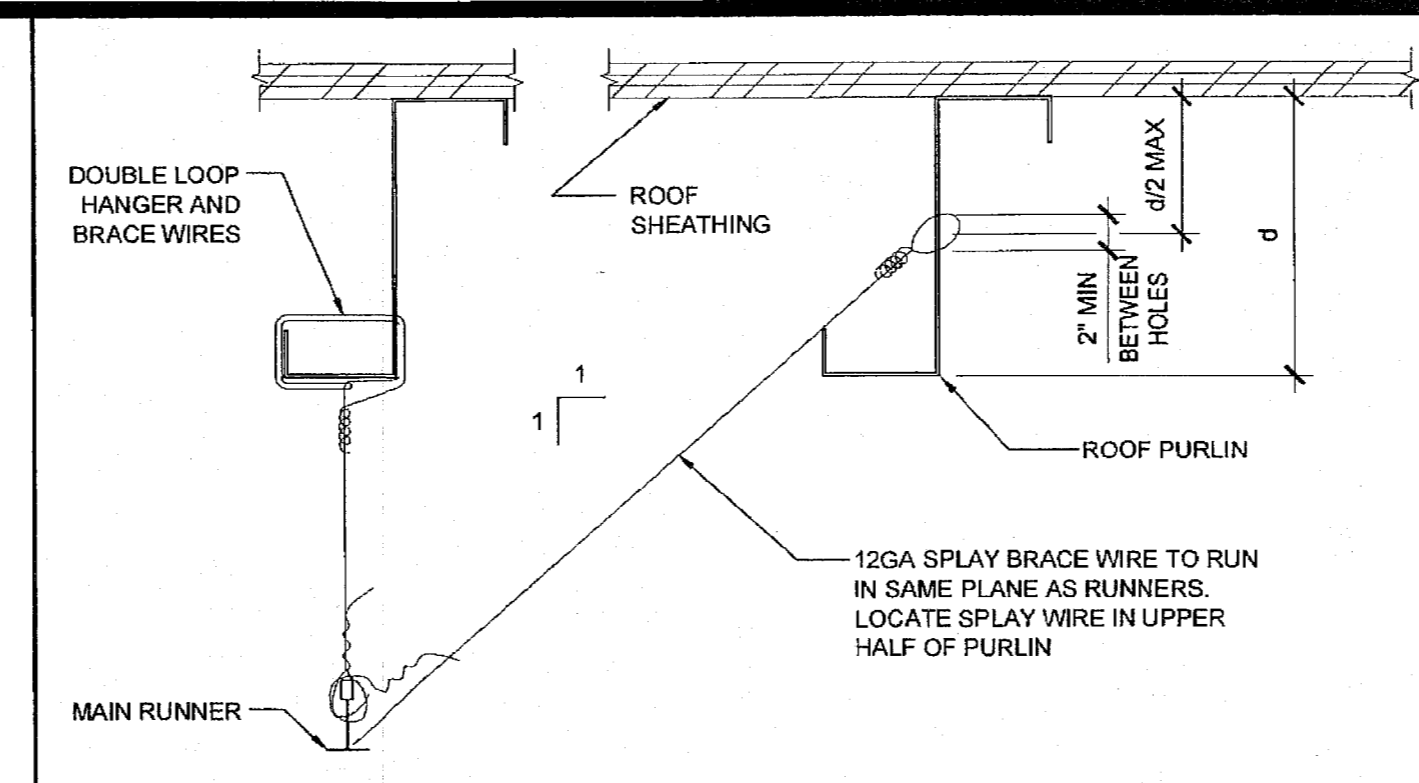 DOUBLE LOOP
HANGER AND
BRACE WIRES
ROOF
SHEATHING
d/2 MAX
d
2" MIN
BETWEEN
HOLES
1
1
ROOF PURLIN
12GA SPLAY BRACE WIRE TO RUN
IN SAME PLANE AS RUNNERS.
LOCATE SPLAY WIRE IN UPPER
HALF OF PURLIN
MAIN RUNNER